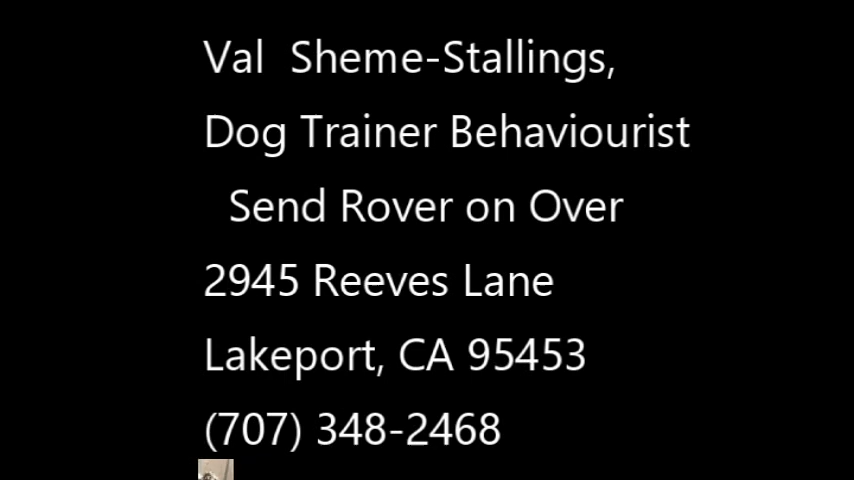 Val  Sheme-Stallings,
Dog Trainer Behaviourist
Send Rover on Over
2945 Reeves Lane
Lakeport, CA 95453
(707) 348-2468